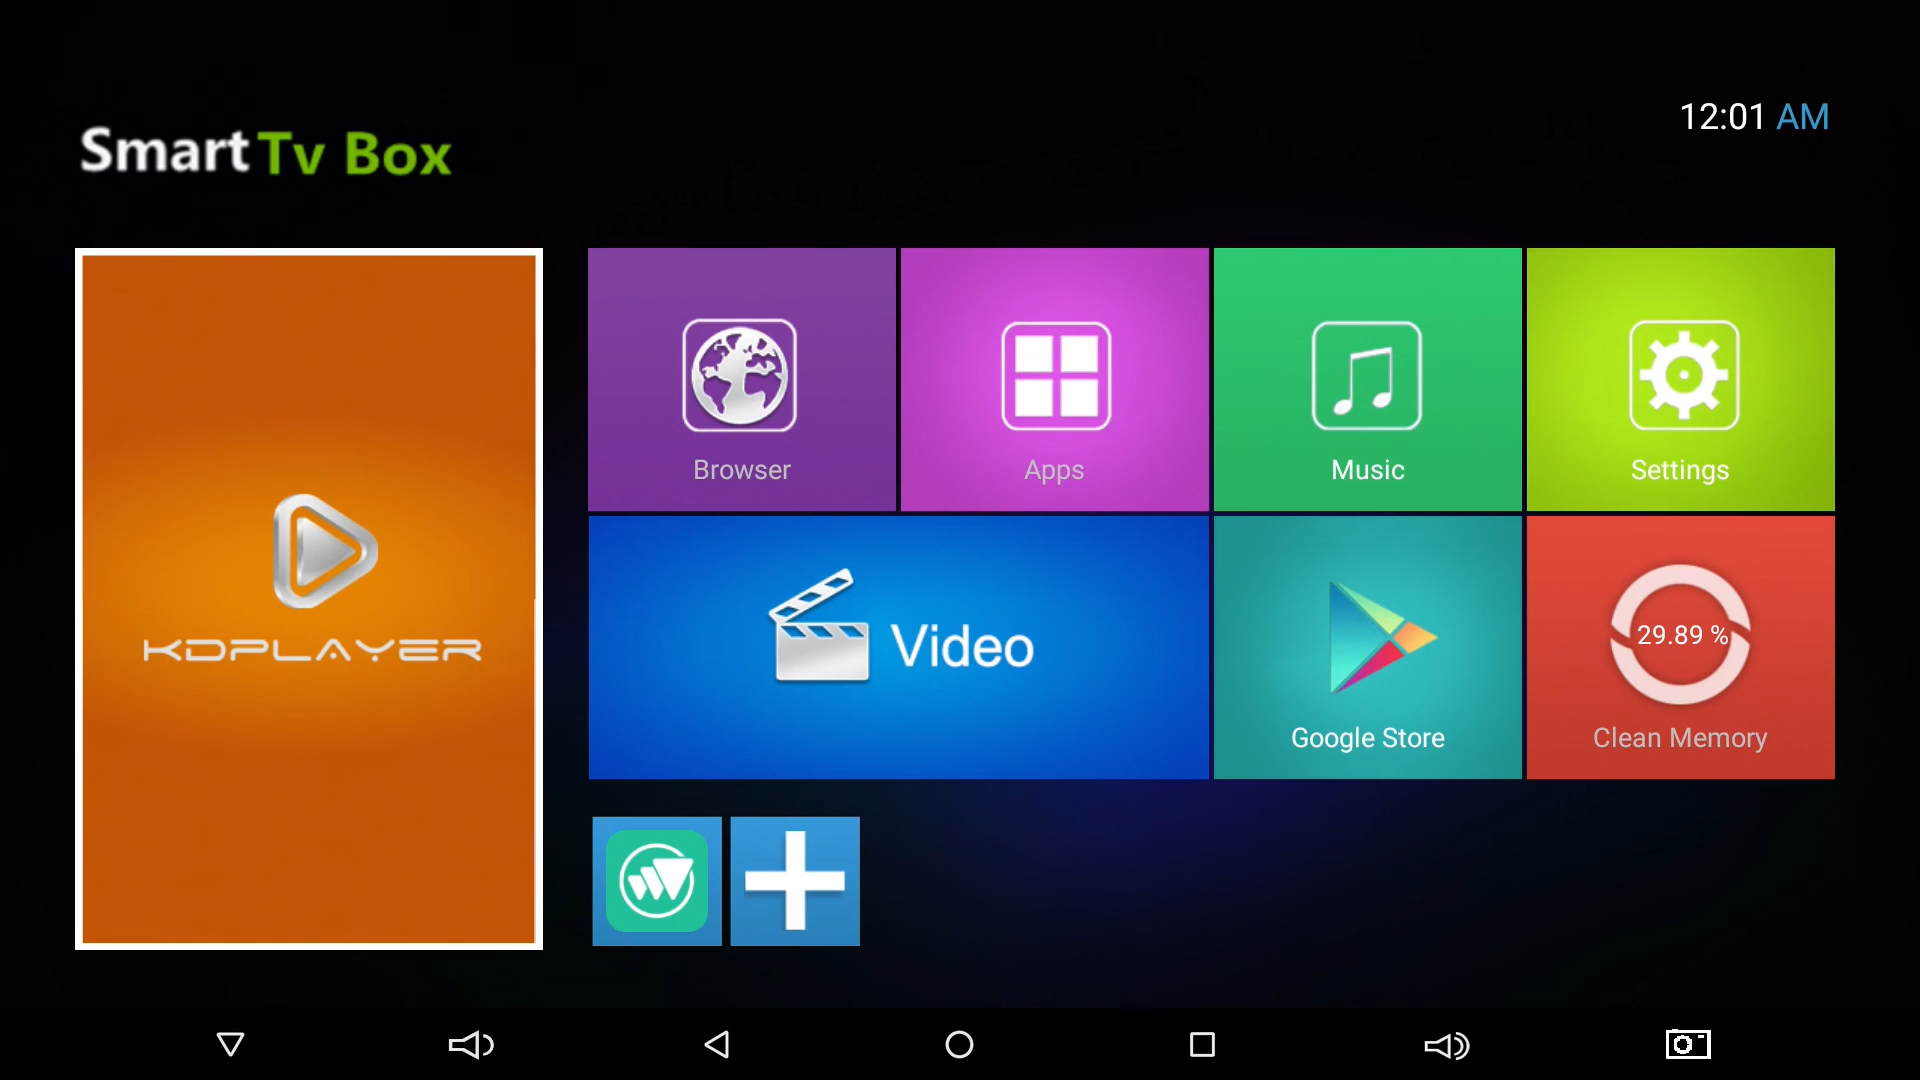 Smart Tv Box
12:01 AM
KDPLAYER
Browser
Apps
Music
Settings
Video
Google Store
29.89 %
Clean Memory